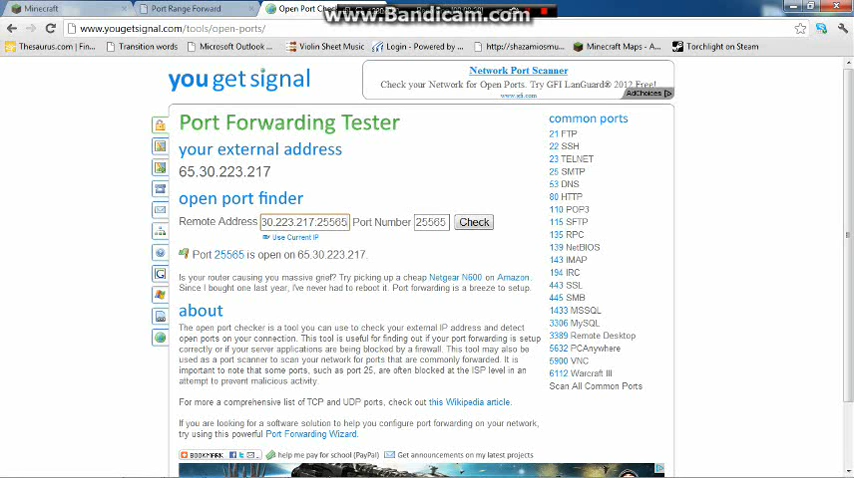 Minecraft
Port Range Forward
Open Port Che
www.Bandicam.com
www.yougetsignal.com/tools/open-ports/
Thesaurus.com | Fin...
Transition words
Microsoft Outlook ...
Violin Sheet Music
Login - Powered by ...
http://shazamiosmu...
Minecraft Maps - A...
Torchlight on Steam
you get signal
Network Port Scanner
Check your Network for Open Ports. Try GFI LanGuard® 2012 Free!
www.gfi.com
AdChoices
Port Forwarding Tester
your external address
65.30.223.217
open port finder
Remote Address 30.223.217:25565 Port Number 25565 Check
Use Current IP
Port 25565 is open on 65.30.223.217.
Is your router causing you massive grief? Try picking up a cheap Netgear N600 on Amazon.
Since I bought one last year, I've never had to reboot it. Port forwarding is a breeze to setup.
about
The open port checker is a tool you can use to check your external IP address and detect
open ports on your connection. This tool is useful for finding out if your port forwarding is setup
correctly or if your server applications are being blocked by a firewall. This tool may also be
used as a port scanner to scan your network for ports that are commonly forwarded. It is
important to note that some ports, such as port 25, are often blocked at the ISP level in an
attempt to prevent malicious activity.
For more a comprehensive list of TCP and UDP ports, check out this Wikipedia article.
If you are looking for a software solution to help you configure port forwarding on your network,
try using this powerful Port Forwarding Wizard.
BOOKMARK
help me pay for school (PayPal)
Get announcements on my latest projects
common ports
21 FTP
22 SSH
23 TELNET
25 SMTP
53 DNS
80 HTTP
110 POP3
115 SFTP
135 RPC
139 NetBIOS
143 IMAP
194 IRC
443 SSL
445 SMB
1433 MSSQL
3306 MySQL
3389 Remote Desktop
5632 PCAnywhere
5900 VNC
6112 Warcraft III
Scan All Common Ports